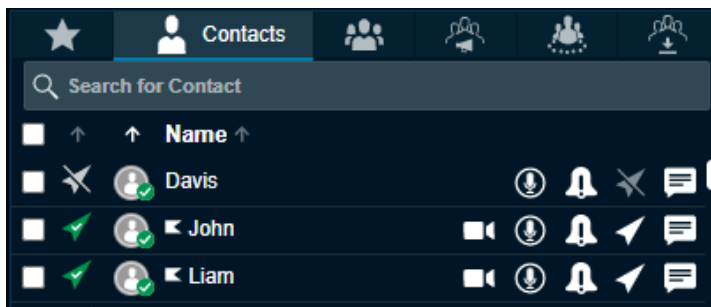 Contacts
Search for Contact
Name
Davis
John
Liam